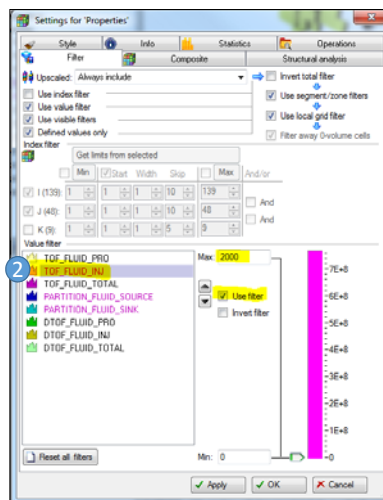 Settings for 'Properties'
Style Info Statistics Operations
Filter Composite Structural analysis
Upscaled: Always include
Invert total filter
Use index filter
Use segment/zone filters
Use value filter
Use visible filters
Use local grid filter
Defined values only
Filter away 0-volume cells
Index filter
Get limits from selected
Min Start Width Skip Max And/or
I (139): 1 1 10 139
And
J (48): 1 1 10 48
And
K (9): 1 1 5 9
Value filter
2
TOF_FLUID_PRO
TOF_FLUID_INJ
TOF_FLUID_TOTAL
PARTITION_FLUID_SOURCE
PARTITION_FLUID_SINK
DTOF_FLUID_PRO
DTOF_FLUID_INJ
DTOF_FLUID_TOTAL
Max: 2000
Use filter
Invert filter
7E+8
6E+8
5E+8
4E+8
3E+8
2E+8
1E+8
0
Reset all filters
Min: 0
Apply OK Cancel